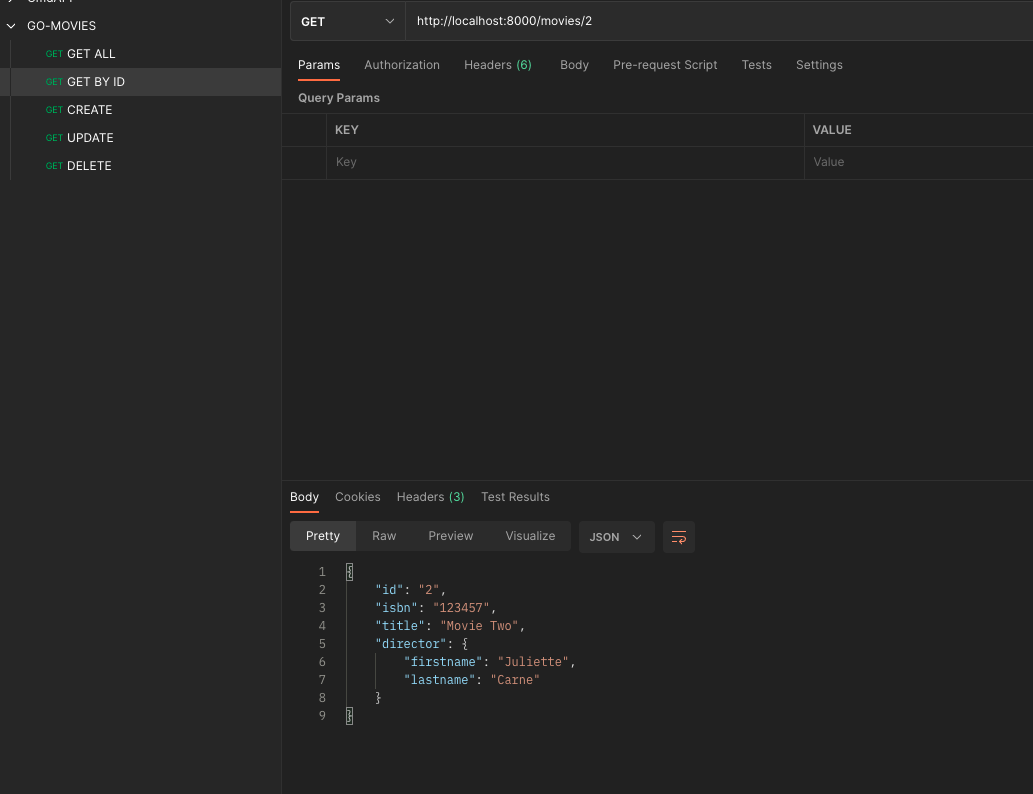 GO-MOVIES
GET GET ALL
GET GET BY ID
GET CREATE
GET UPDATE
GET DELETE
GET http://localhost:8000/movies/2
Params Authorization Headers (6) Body Pre-request Script Tests Settings
Query Params
KEY VALUE
Key Value
Body Cookies Headers (3) Test Results
Pretty Raw Preview Visualize JSON
1 {
2 "id": "2",
3 "isbn": "123457",
4 "title": "Movie Two",
5 "director": {
6 "firstname": "Juliette",
7 "lastname": "Carne"
8 }
9 }